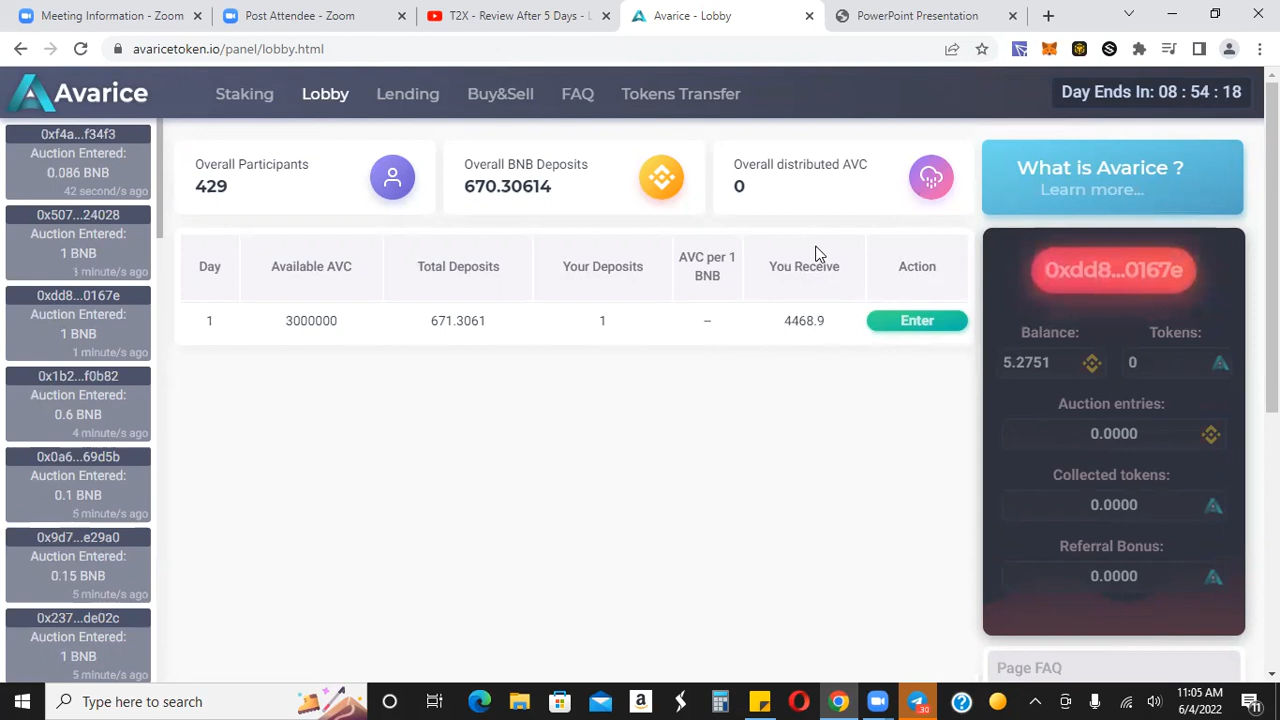 Meeting Information - Zoom
Post Attendee - Zoom
T2X - Review After 5 Days - L
Avarice - Lobby
PowerPoint Presentation
avaricetoken.io/panel/lobby.html
Avarice
Staking
Lobby
Lending
Buy&Sell
FAQ
Tokens Transfer
Day Ends In: 08 : 54 : 18
0xf4a...f34f3
Auction Entered:
0.086 BNB
42 second/s ago
0x507...24028
Auction Entered:
1 BNB
1 minute/s ago
0xdd8...0167e
Auction Entered:
1 BNB
1 minute/s ago
0x1b2...f0b82
Auction Entered:
0.6 BNB
4 minute/s ago
0x0a6...69d5b
Auction Entered:
0.1 BNB
5 minute/s ago
0x9d7...e29a0
Auction Entered:
0.15 BNB
5 minute/s ago
0x237...de02c
Auction Entered:
1 BNB
5 minute/s ago
Overall Participants
429
Overall BNB Deposits
670.30614
Overall distributed AVC
0
Day
Available AVC
Total Deposits
Your Deposits
AVC per 1
BNB
You Receive
Action
1
3000000
671.3061
1
–
4468.9
Enter
What is Avarice ?
Learn more...
0xdd8...0167e
Balance:
Tokens:
5.2751
0
Auction entries:
0.0000
Collected tokens:
0.0000
Referral Bonus:
0.0000
Page FAQ
Type here to search
30
11:05 AM
6/4/2022
11